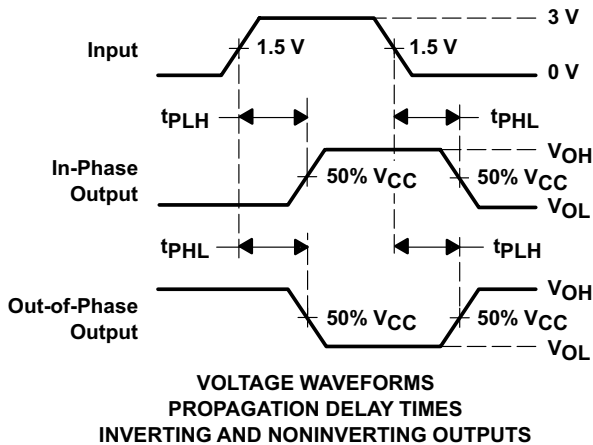 3 V
Input
1.5 V
1.5 V
0 V
tPLH
tPHL
VOH
In-Phase
Output
50% VCC
50% VCC
VOL
tPHL
tPLH
VOH
Out-of-Phase
Output
50% VCC
50% VCC
VOL
VOLTAGE WAVEFORMS
PROPAGATION DELAY TIMES
INVERTING AND NONINVERTING OUTPUTS